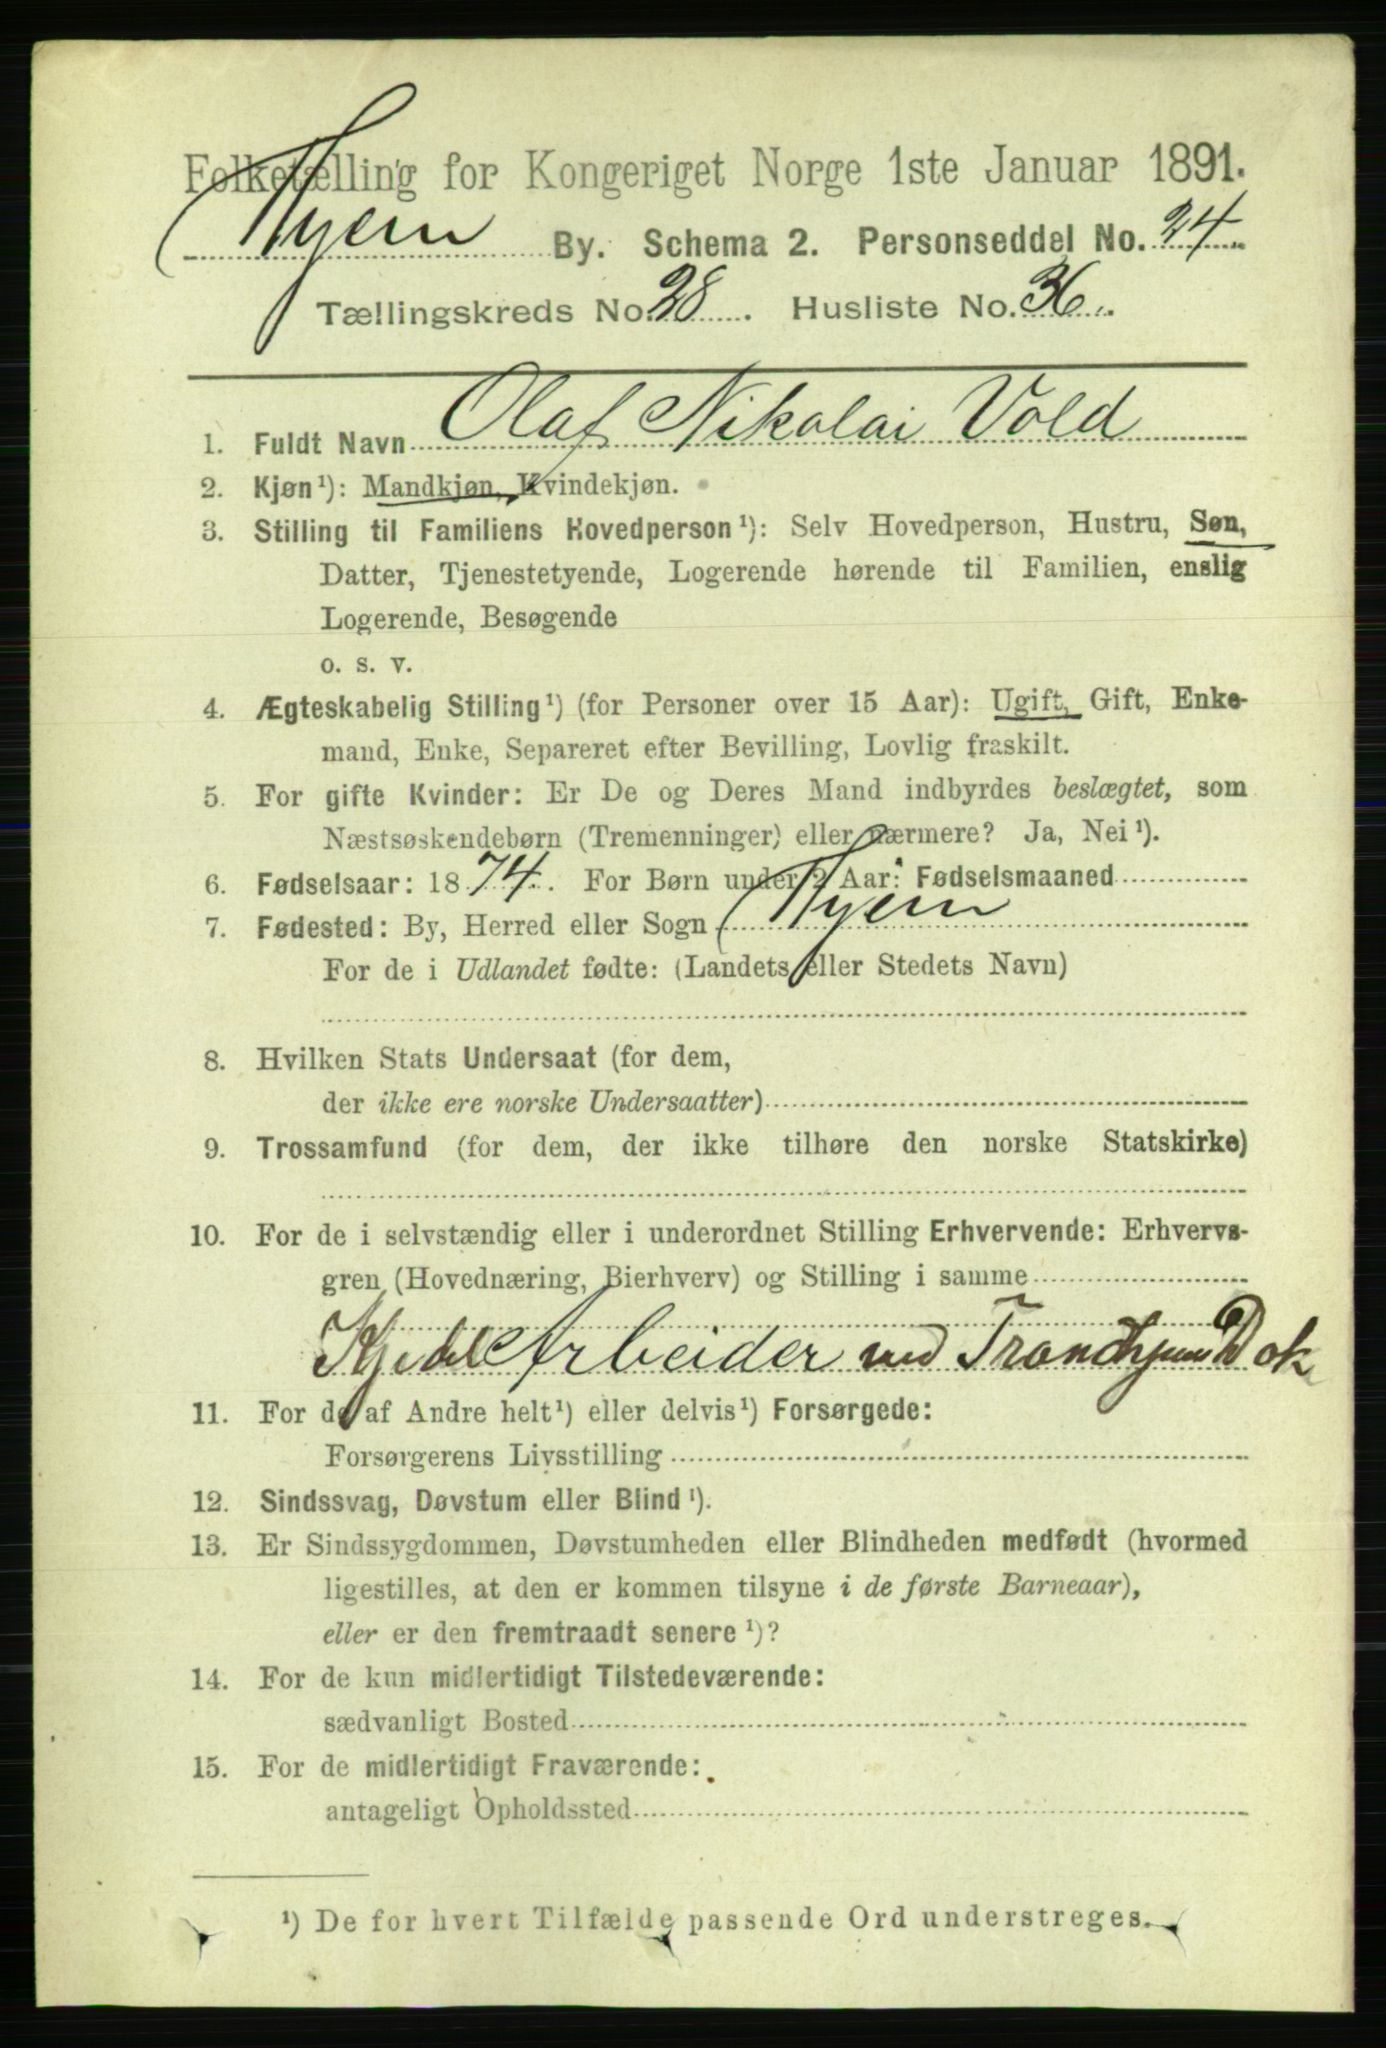 Folketælling for Kongeriget Norge 1ste Januar 1891.
Hjem By. Schema 2. Personseddel No. 24
Tællingskreds No. 28. Husliste No. 36.
1. Fuldt Navn Olaf Nikolai Vold
2. Kjøn¹): Mandkjøn, Kvindekjøn.
3. Stilling til Familiens Hovedperson¹): Selv Hovedperson, Hustru, Søn,
Datter, Tjenestetyende, Logerende hørende til Familien, enslig
Logerende, Besøgende
o. s. v.
4. Ægteskabelig Stilling¹) (for Personer over 15 Aar): Ugift, Gift, Enke-
mand, Enke, Separeret efter Bevilling, Lovlig fraskilt.
5. For gifte Kvinder: Er De og Deres Mand indbyrdes beslægtet, som
Næstsøskendebørn (Tremenninger) eller nærmere? Ja, Nei¹).
6. Fødselsaar: 1874. For Børn under 2 Aar: Fødselsmaaned
7. Fødested: By, Herred eller Sogn Hjem
For de i Udlandet fødte: (Landets eller Stedets Navn)
8. Hvilken Stats Undersaat (for dem,
der ikke ere norske Undersaatter)
9. Trossamfund (for dem, der ikke tilhøre den norske Statskirke)
10. For de i selvstændig eller i underordnet Stilling Erhvervende: Erhvervs-
gren (Hovednæring, Bierhverv) og Stilling i samme
Kjedel Arbeider ved Trondhjems Dok
11. For de af Andre helt¹) eller delvis¹) Forsørgede:
Forsørgerens Livsstilling
12. Sindssvag, Døvstum eller Blind¹).
13. Er Sindssygdommen, Døvstumheden eller Blindheden medfødt (hvormed
ligestilles, at den er kommen tilsyne i de første Barneaar),
eller er den fremtraadt senere¹)?
14. For de kun midlertidigt Tilstedeværende:
sædvanligt Bosted
15. For de midlertidigt Fraværende:
antageligt Opholdssted
¹) De for hvert Tilfælde passende Ord understreges.